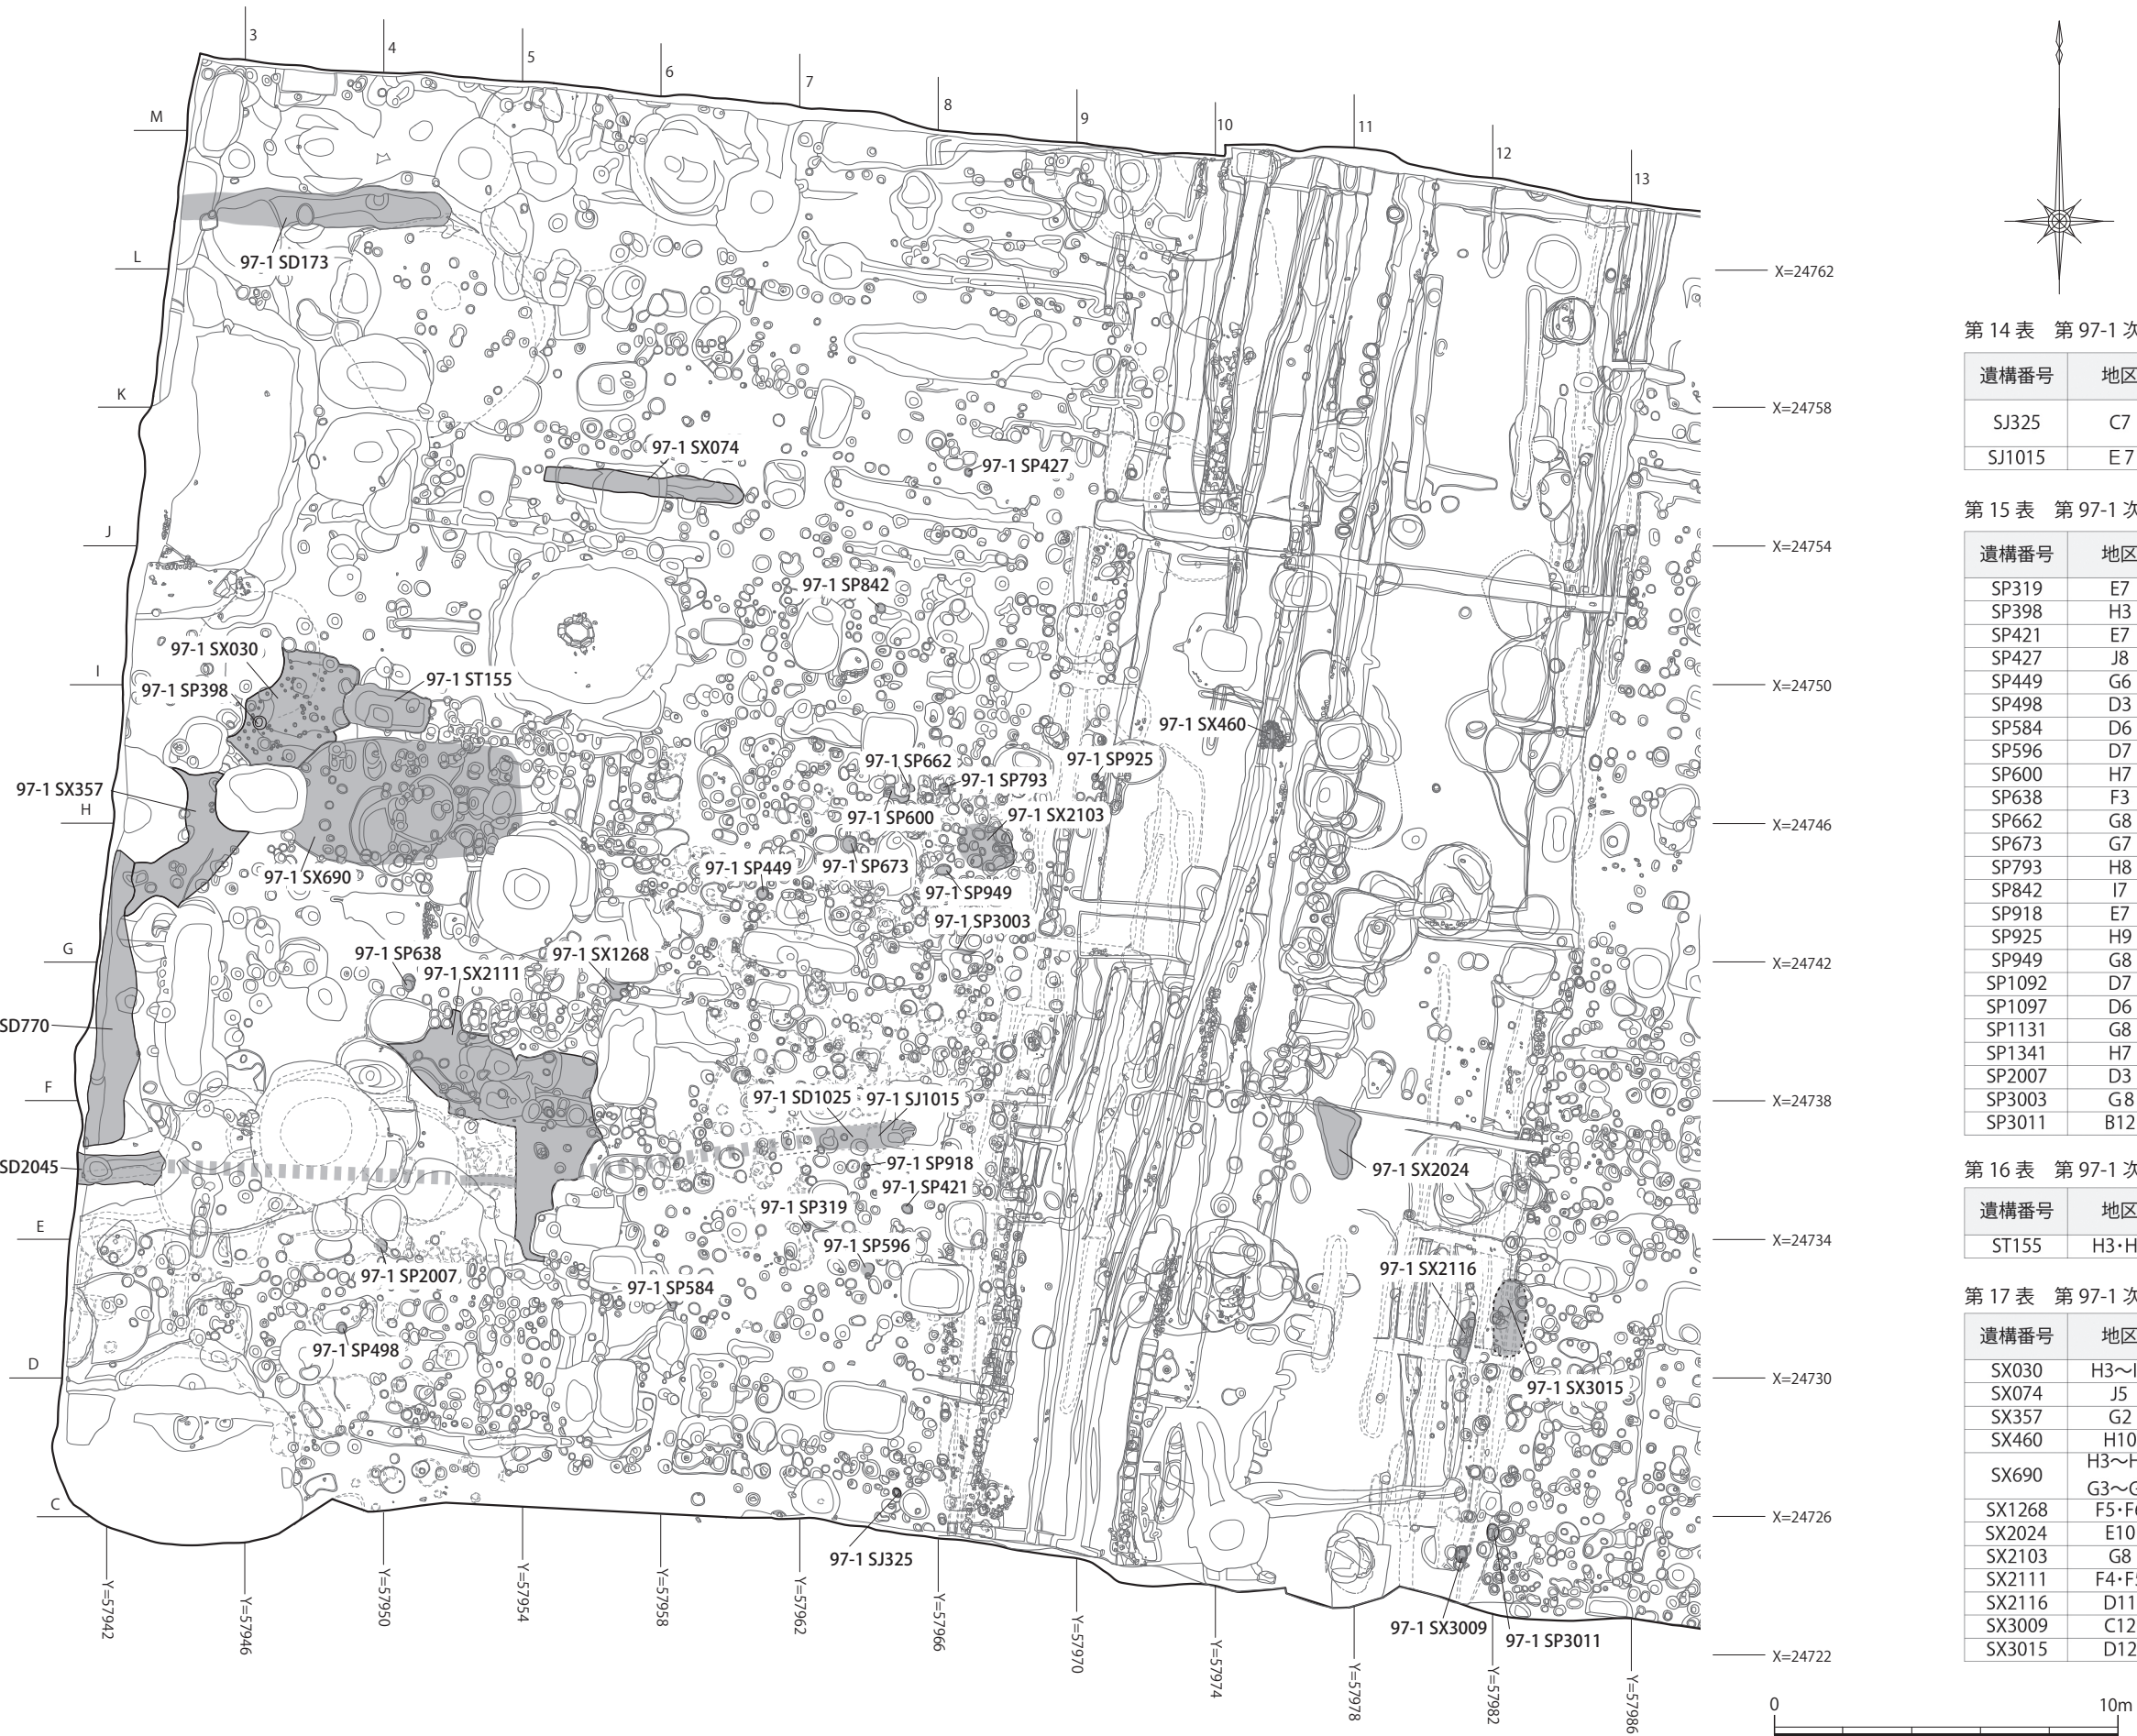 3
4
5
6
7
8
9
10
11
12
13
M
L
K
J
I
H
G
F
E
D
C
97-1 SD173
97-1 SX074
97-1 SP427
97-1 SP842
97-1 SX030
97-1 SP398
97-1 ST155
97-1 SX460
97-1 SP662
97-1 SP925
97-1 SP793
97-1 SX357
97-1 SP600
97-1 SX2103
97-1 SX690
97-1 SP449
97-1 SP673
97-1 SP949
97-1 SP3003
97-1 SP638
97-1 SX2111
97-1 SX1268
SD770
97-1 SD1025
97-1 SJ1015
SD2045
97-1 SP918
97-1 SX2024
97-1 SP421
97-1 SP319
97-1 SP596
97-1 SP2007
97-1 SP584
97-1 SX2116
97-1 SP498
97-1 SX3015
97-1 SJ325
97-1 SX3009
97-1 SP3011
X=24762
X=24758
X=24754
X=24750
X=24746
X=24742
X=24738
X=24734
X=24730
X=24726
X=24722
Y=57942
Y=57946
Y=57950
Y=57954
Y=57958
Y=57962
Y=57966
Y=57970
Y=57974
Y=57978
Y=57982
Y=57986
第 14 表 第 97-1 次
遺構番号 地区
SJ325 C7
SJ1015 E 7
第 15 表 第 97-1 次
遺構番号 地区
SP319 E7
SP398 H3
SP421 E7
SP427 J8
SP449 G6
SP498 D3
SP584 D6
SP596 D7
SP600 H7
SP638 F3
SP662 G8
SP673 G7
SP793 H8
SP842 I7
SP918 E7
SP925 H9
SP949 G8
SP1092 D7
SP1097 D6
SP1131 G8
SP1341 H7
SP2007 D3
SP3003 G8
SP3011 B12
第 16 表 第 97-1 次
遺構番号 地区
ST155 H3・H
第 17 表 第 97-1 次
遺構番号 地区
SX030 H3～I
SX074 J5
SX357 G2
SX460 H10
SX690 H3～H
G3～G
SX1268 F5・F6
SX2024 E10
SX2103 G8
SX2111 F4・F5
SX2116 D11
SX3009 C12
SX3015 D12
0 10m